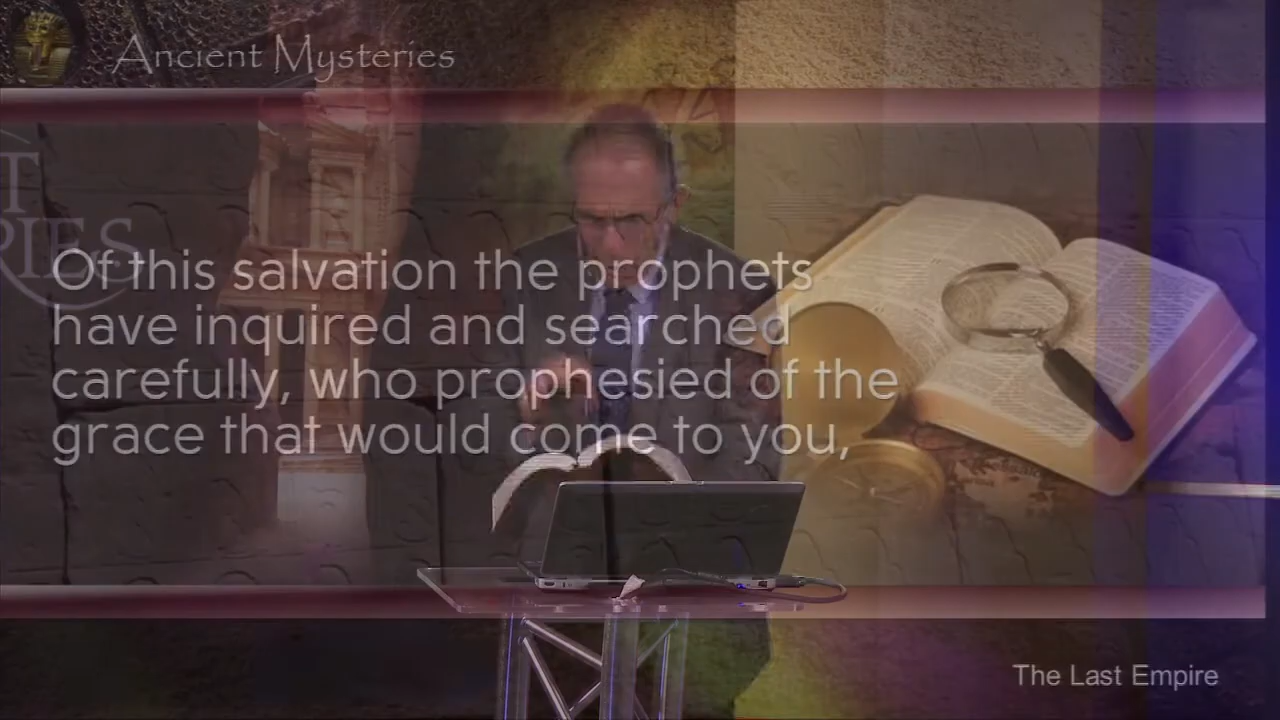 Ancient Mysteries
T
RIES
Of this salvation the prophets
have inquired and searched
carefully, who prophesied of the
grace that would come to you,
The Last Empire